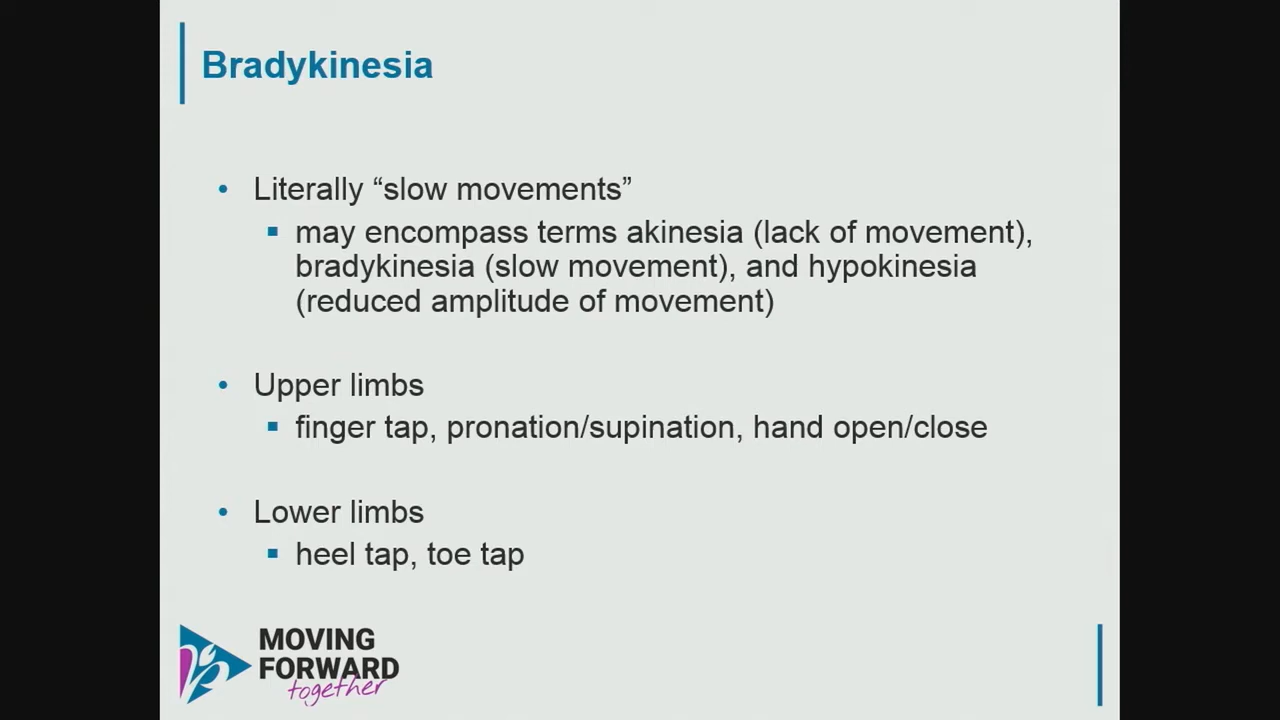 Bradykinesia
• Literally “slow movements”
▪ may encompass terms akinesia (lack of movement),
bradykinesia (slow movement), and hypokinesia
(reduced amplitude of movement)
• Upper limbs
▪ finger tap, pronation/supination, hand open/close
• Lower limbs
▪ heel tap, toe tap
MOVING
FORWARD
together